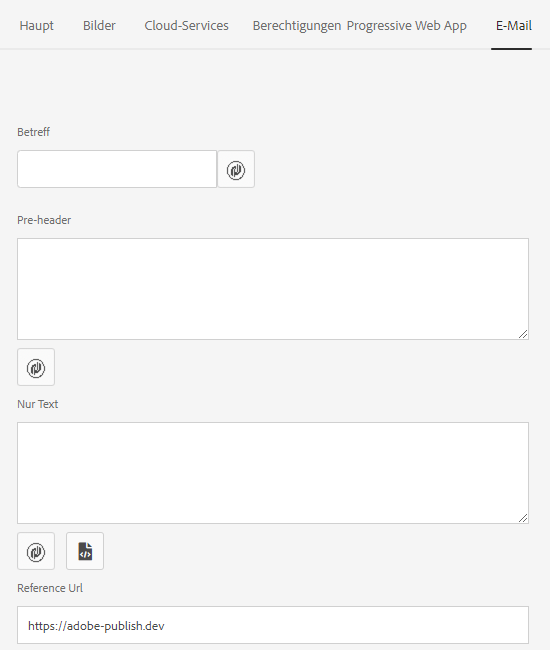 Haupt Bilder Cloud-Services Berechtigungen Progressive Web App E-Mail
Betreff
Pre-header
Nur Text
Reference Url
https://adobe-publish.dev